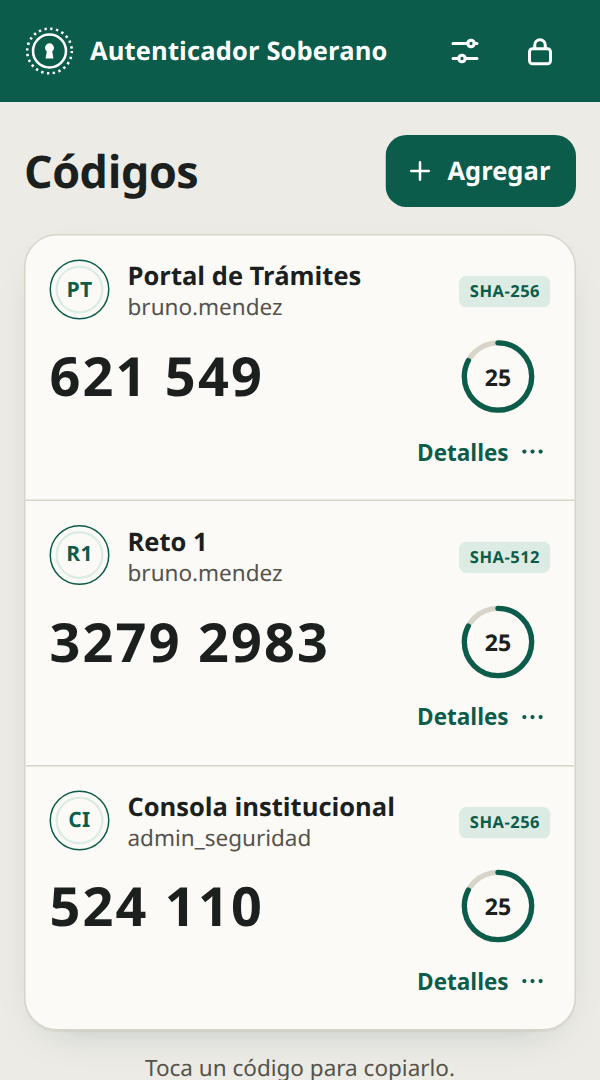 Autenticador Soberano
Códigos
Agregar
PT
Portal de Trámites
bruno.mendez
SHA-256
621 549
25
Detalles ···
R1
Reto 1
bruno.mendez
SHA-512
3279 2983
25
Detalles ···
CI
Consola institucional
admin_seguridad
SHA-256
524 110
25
Detalles ···
Toca un código para copiarlo.